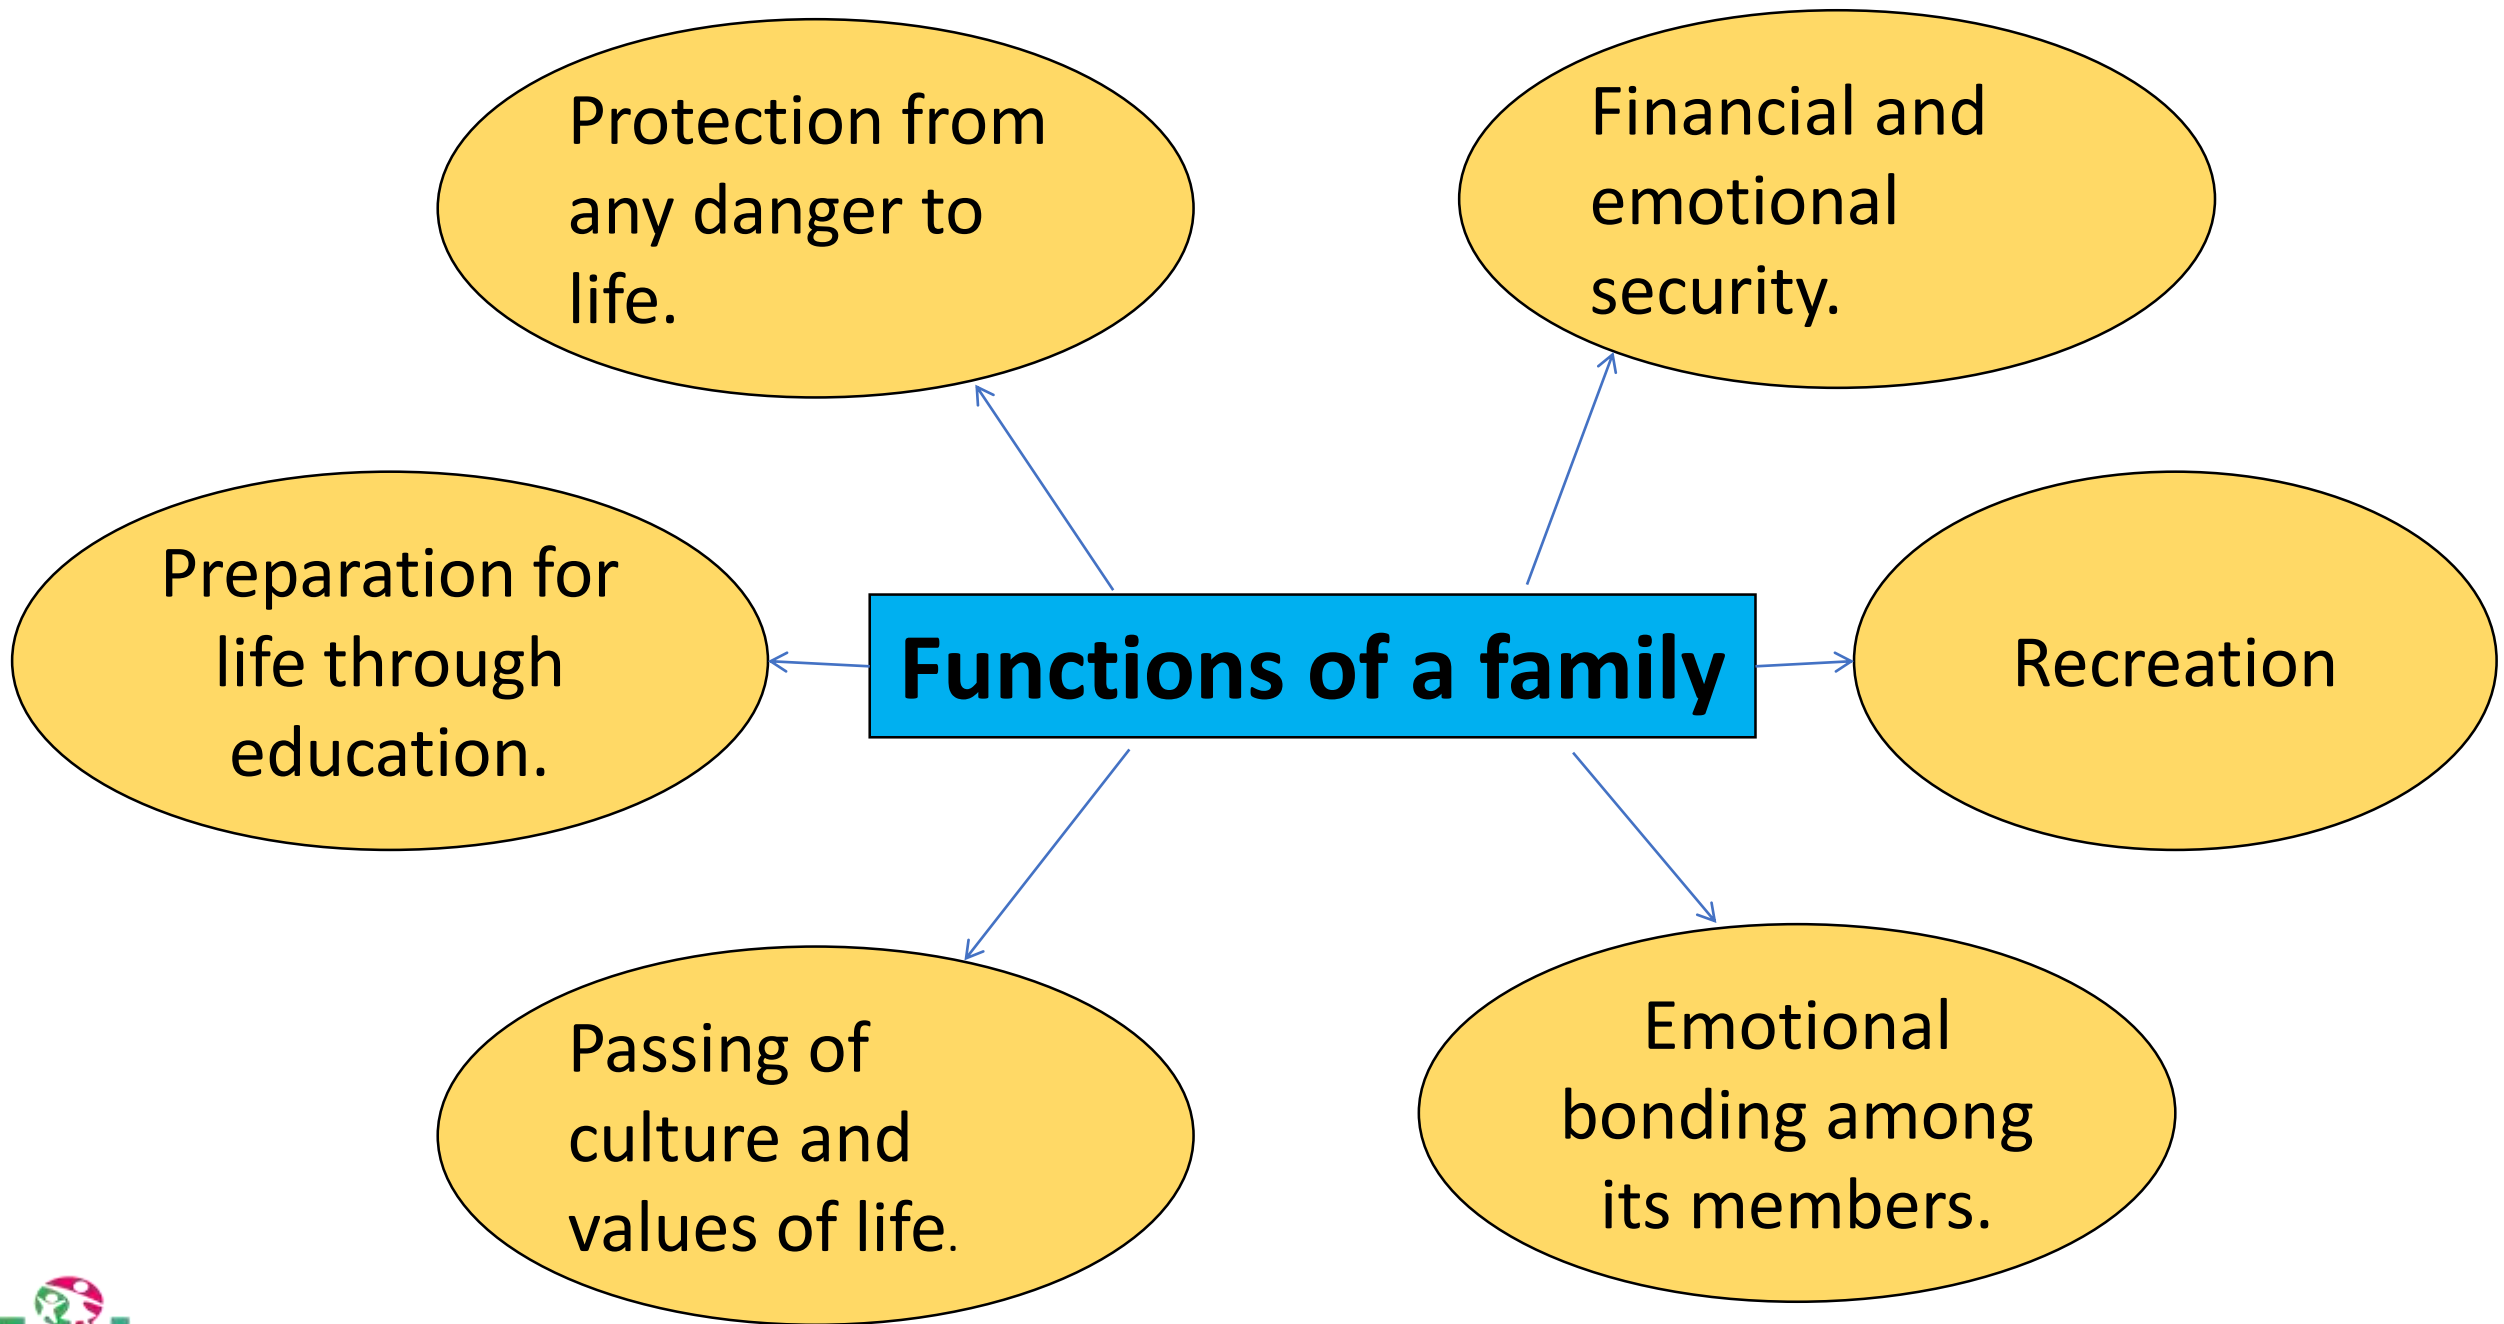 Protection from
any danger to
life.
Financial and
emotional
security.
Preparation for
life through
education.
Functions of a family
Recreation
Passing of
culture and
values of life.
Emotional
bonding among
its members.